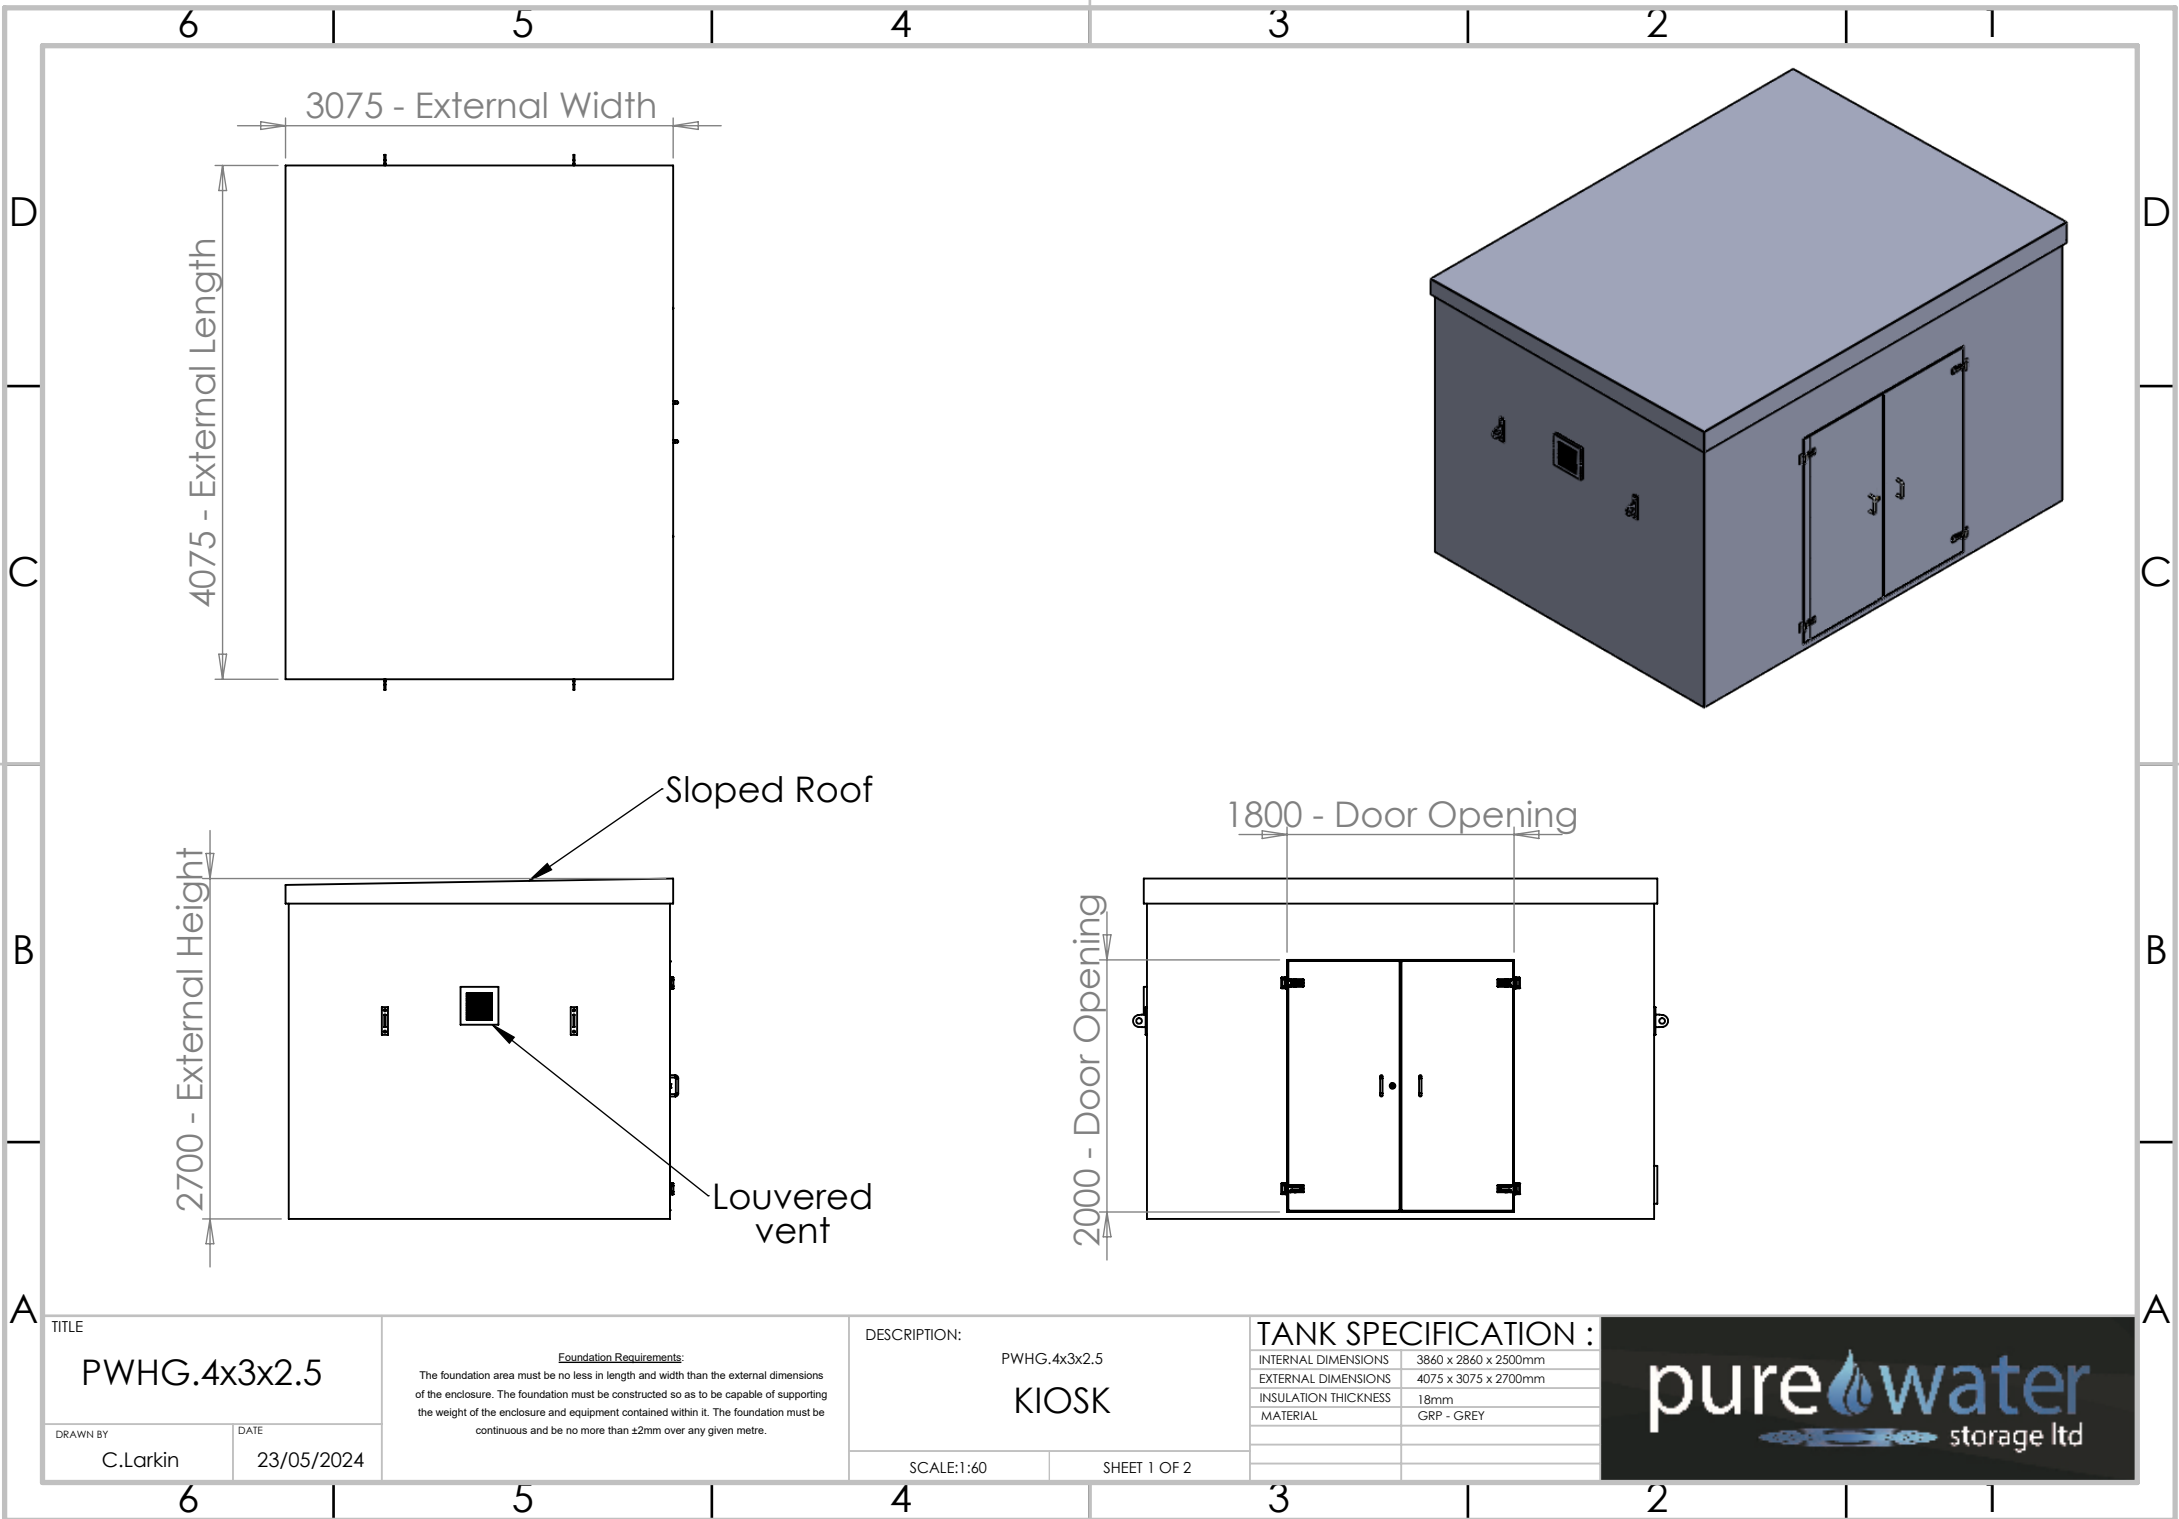 6 5 4 3 2 1
D D
C C
B B
A A
3075 - External Width
4075 - External Length
Sloped Roof
2700 - External Height
Louvered
vent
1800 - Door Opening
2000 - Door Opening
TITLE
PWHG.4x3x2.5
DRAWN BY
C.Larkin
DATE
23/05/2024
Foundation Requirements:
The foundation area must be no less in length and width than the external dimensions
of the enclosure. The foundation must be constructed so as to be capable of supporting
the weight of the enclosure and equipment contained within it. The foundation must be
continuous and be no more than ±2mm over any given metre.
DESCRIPTION:
PWHG.4x3x2.5
KIOSK
SCALE:1:60
SHEET 1 OF 2
TANK SPECIFICATION :
INTERNAL DIMENSIONS 3860 x 2860 x 2500mm
EXTERNAL DIMENSIONS 4075 x 3075 x 2700mm
INSULATION THICKNESS 18mm
MATERIAL GRP - GREY
pure water
storage ltd
6 5 4 3 2 1